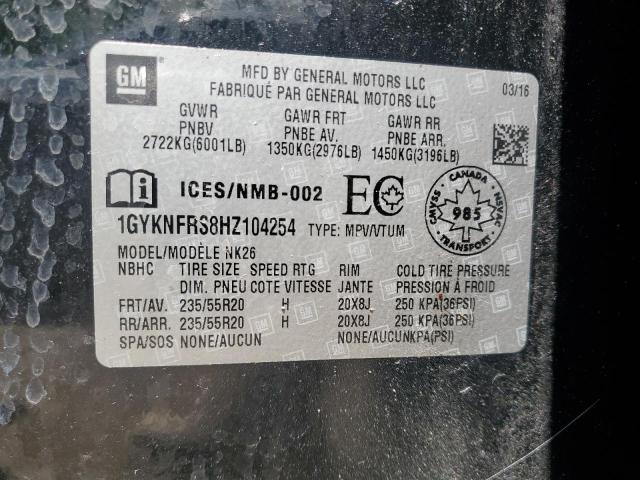 GM
MFD BY GENERAL MOTORS LLC
FABRIQUÉ PAR GENERAL MOTORS LLC
03/16
GVWR GAWR FRT GAWR RR
PNBV PNBE AV. PNBE ARR.
2722KG(6001LB) 1350KG(2976LB) 1450KG(3196LB)
ICES/NMB-002 EC
CANADA
CMVSS 985 NSVAC
TRANSPORT
1GYKNFRS8HZ104254 TYPE: MPV/VTUM
MODEL/MODÈLE NK26
NBHC TIRE SIZE SPEED RTG RIM COLD TIRE PRESSURE
DIM. PNEU COTE VITESSE JANTE PRESSION À FROID
FRT/AV. 235/55R20 H 20X8J 250 KPA(36PSI)
RR/ARR. 235/55R20 H 20X8J 250 KPA(36PSI)
SPA/SOS NONE/AUCUN NONE/AUCUNKPA(PSI)